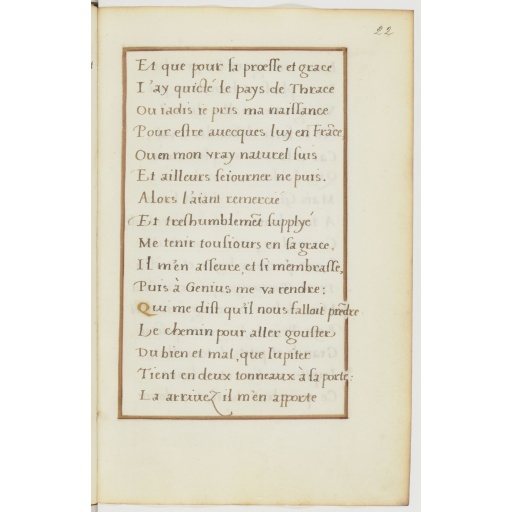 22
Et que pour sa proesse et grace
I'ay quicté le pays de Thrace
Ou iadis ie pris ma naissance
Pour estre auecques luy en Frãce
Ou en mon vray naturel suis
Et ailleurs seiourner ne puis.
Alors l'aiant remercie
Et treshumblemẽt supplyé
Me tenir tousiours en sa grace,
Il m'en asseure, et si m'embrasse,
Puis à Genius me va rendre:
Qui me dist qu'il nous falloit prẽdre
Le chemin pour aller gouster
Du bien et mal, que Iupiter
Tient en deux tonneaux à sa porte:
La arriuez il m'en apporte